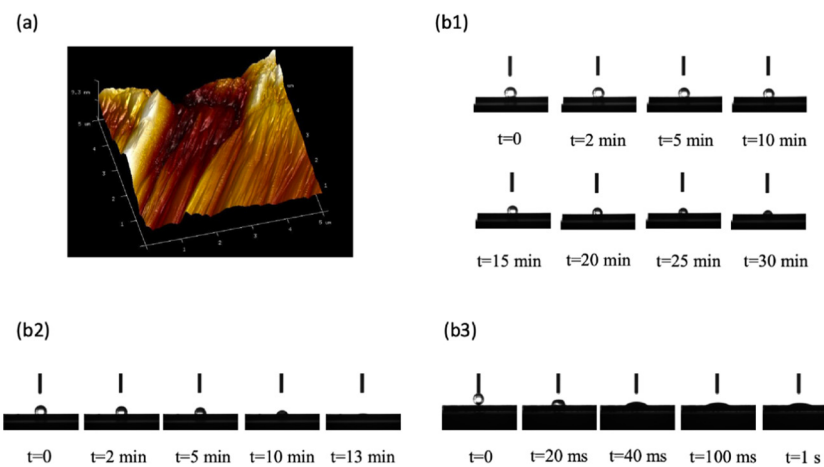 (a)
(b1)
t=0 t=2 min t=5 min t=10 min
t=15 min t=20 min t=25 min t=30 min
(b2)
(b3)
t=0 t=2 min t=5 min t=10 min t=13 min
t=0 t=20 ms t=40 ms t=100 ms t=1 s